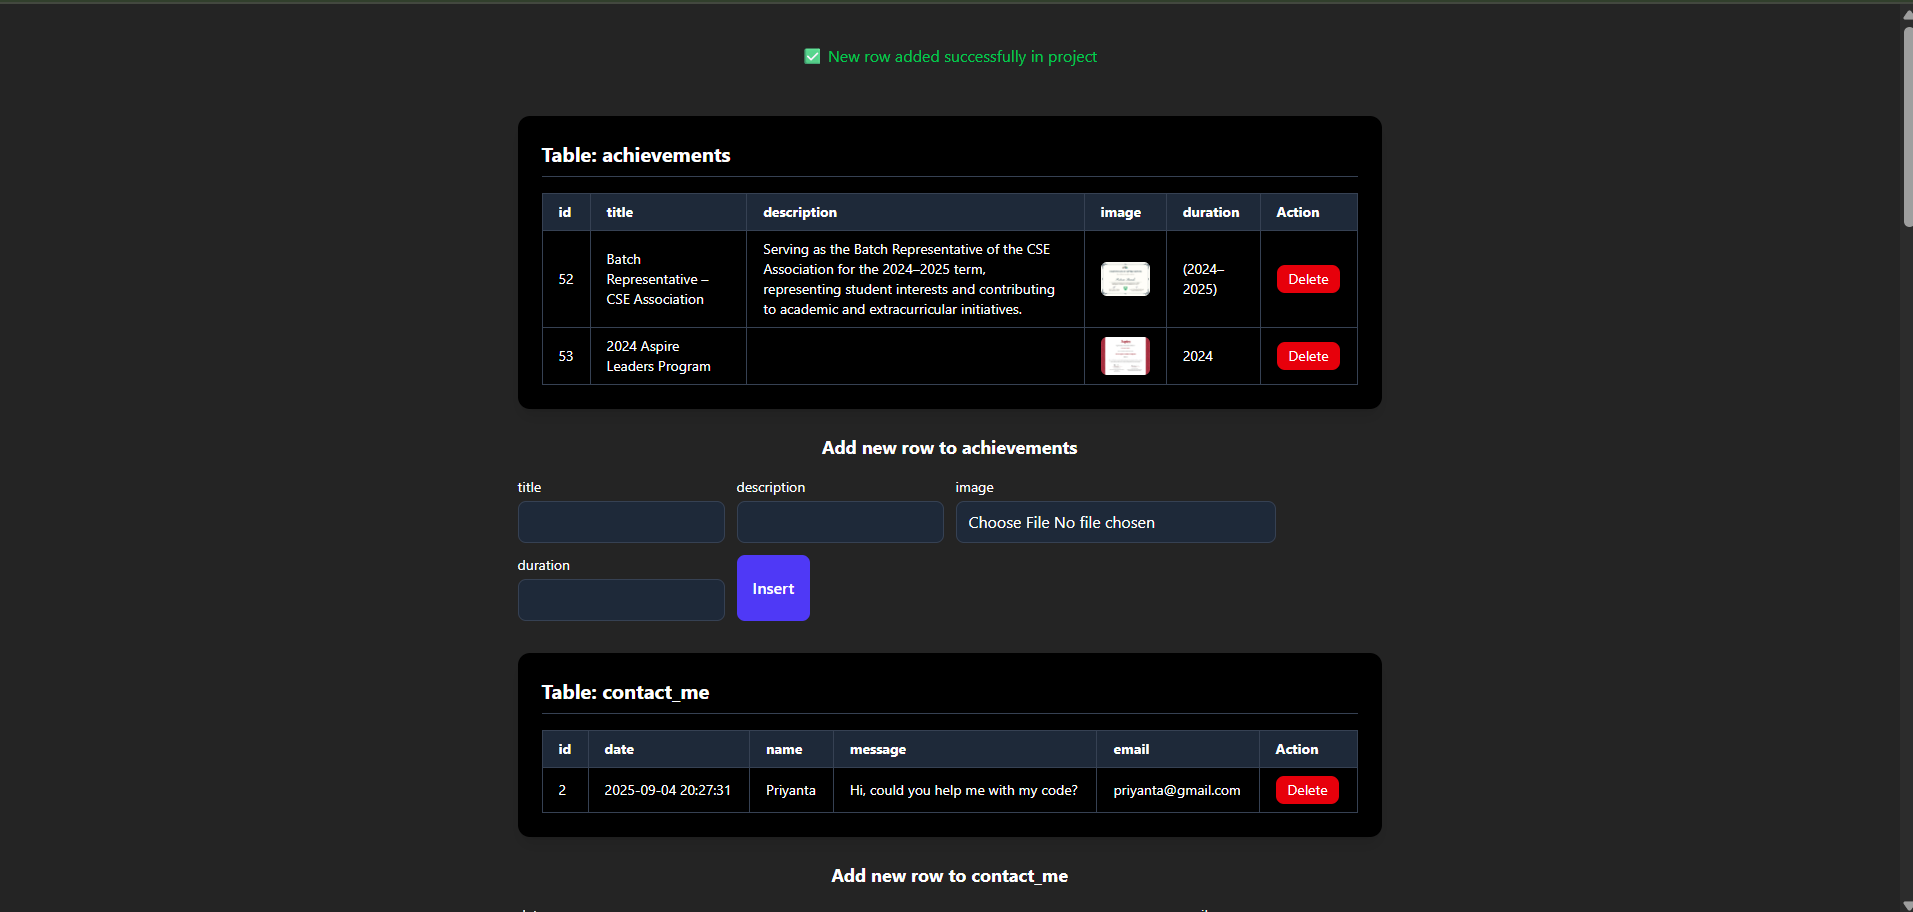 ✅ New row added successfully in project
Table: achievements
id title description image duration Action
52 Batch Representative – CSE Association Serving as the Batch Representative of the CSE Association for the 2024–2025 term, representing student interests and contributing to academic and extracurricular initiatives. (2024–2025) Delete
53 2024 Aspire Leaders Program 2024 Delete
Add new row to achievements
title description image
Choose File No file chosen
duration
Insert
Table: contact_me
id date name message email Action
2 2025-09-04 20:27:31 Priyanta Hi, could you help me with my code? priyanta@gmail.com Delete
Add new row to contact_me